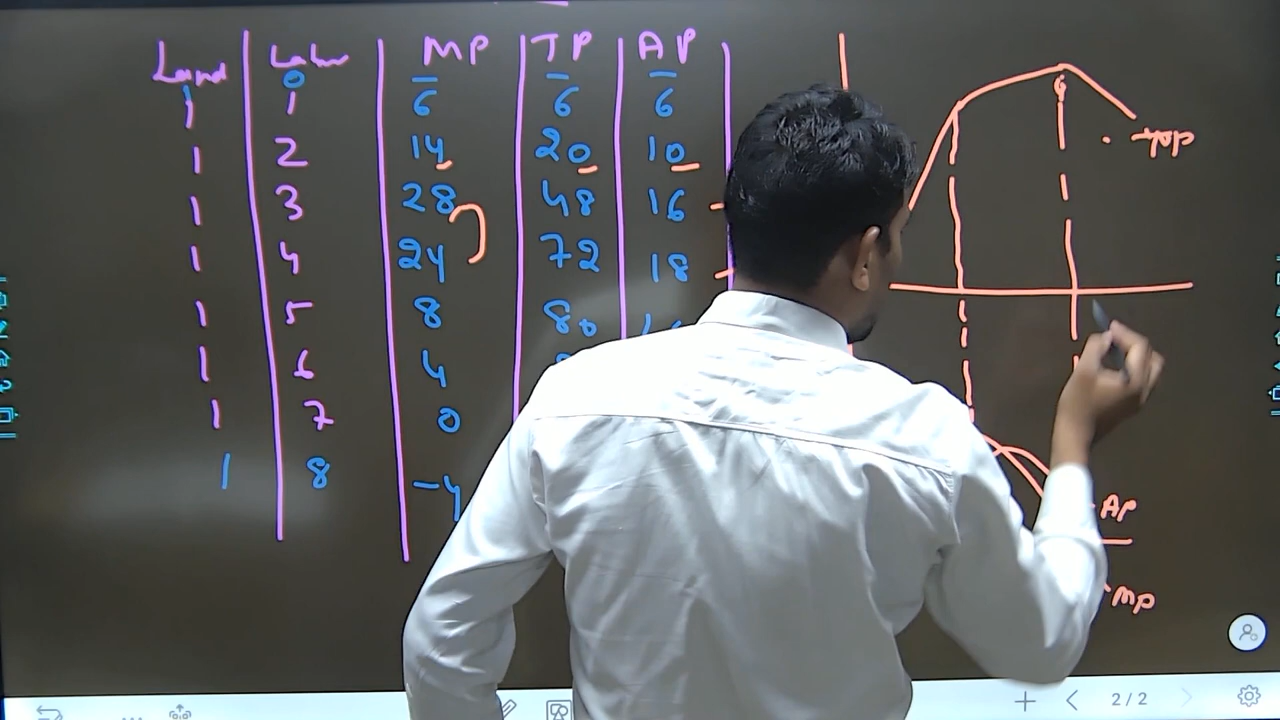 Land Labour MP TP AP
1 0 - - -
1 1 6 6 6
1 2 14 20 10
1 3 28 48 16
1 4 24 72 18
1 5 8 80
1 6 4
1 7 0
1 8 -4
TP
AP
MP
2/2